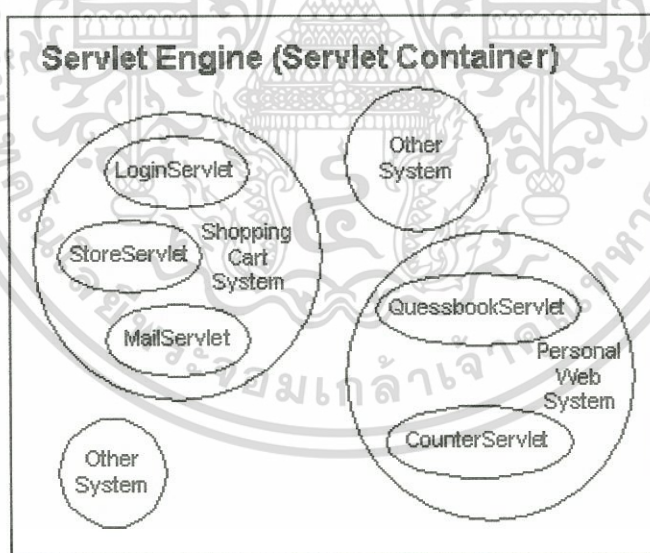 Servlet Engine (Servlet Container)
LoginServlet
StoreServlet
MailServlet
Shopping
Cart
System
Other
System
QuessbookServlet
Personal
Web
System
CounterServlet
Other
System